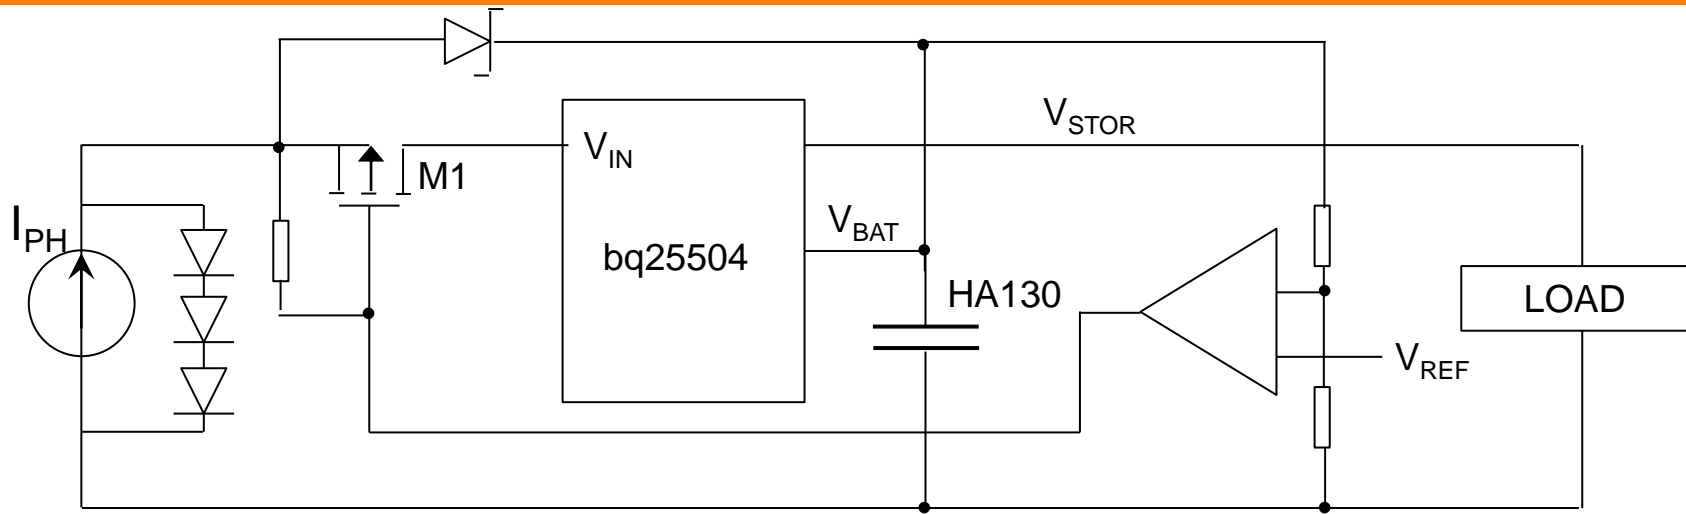 V_STOR
V_IN
M1
I_PH
V_BAT
bq25504
HA130
LOAD
V_REF